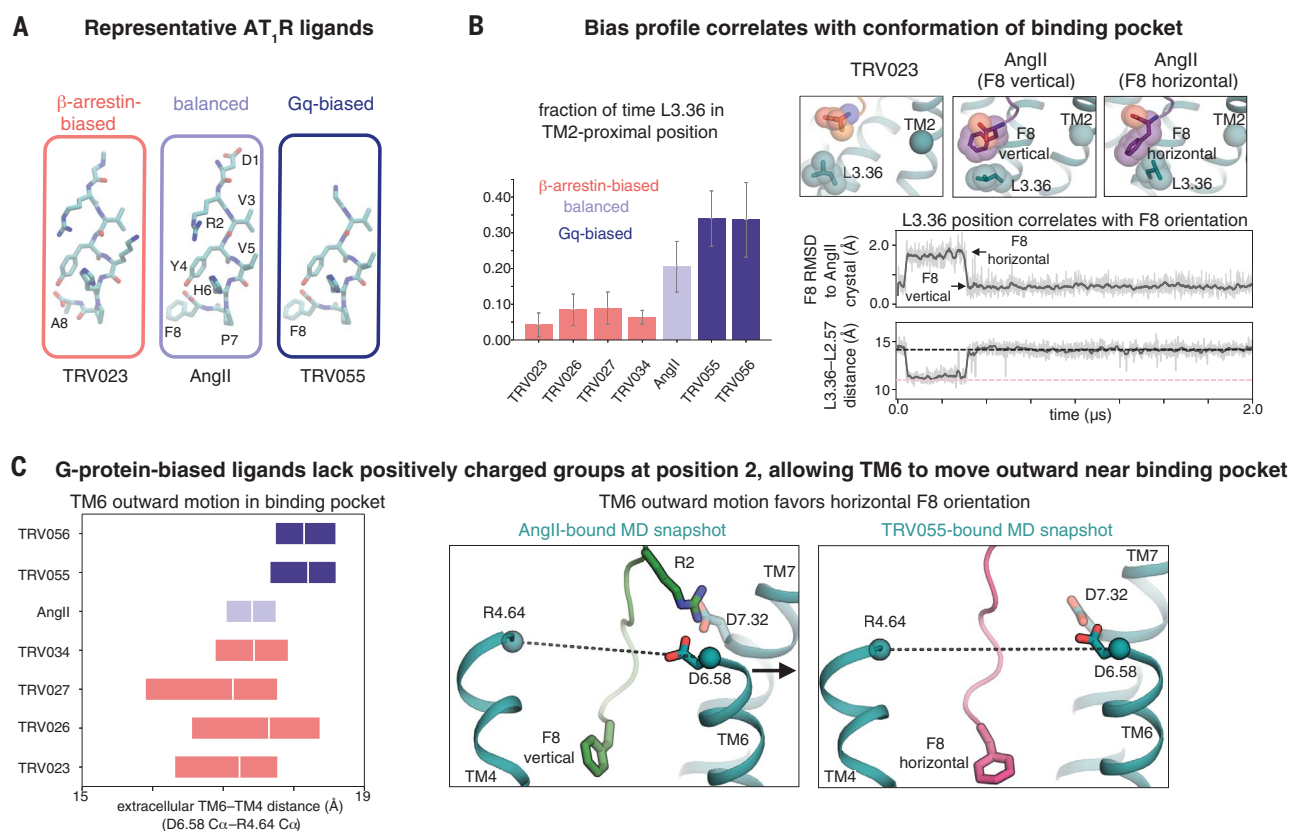 A
Representative AT1R ligands
β-arrestin-
biased
balanced
Gq-biased
D1
V3
R2
V5
Y4
H6
A8
F8
P7
F8
TRV023
AngII
TRV055
B
Bias profile correlates with conformation of binding pocket
fraction of time L3.36 in
TM2-proximal position
0.40
0.30
0.20
0.10
0.00
β-arrestin-biased
balanced
Gq-biased
TRV023
TRV026
TRV027
TRV034
AngII
TRV055
TRV056
TRV023
AngII
(F8 vertical)
AngII
(F8 horizontal)
TM2
L3.36
TM2
F8
vertical
L3.36
TM2
F8
horizontal
L3.36
L3.36 position correlates with F8 orientation
F8 RMSD
to AngII
crystal (Å)
2.0
0.0
F8
horizontal
F8
vertical
L3.36–L2.57
distance (Å)
15
10
0.0
2.0
time (μs)
C
G-protein-biased ligands lack positively charged groups at position 2, allowing TM6 to move outward near binding pocket
TM6 outward motion in binding pocket
TRV056
TRV055
AngII
TRV034
TRV027
TRV026
TRV023
15
19
extracellular TM6–TM4 distance (Å)
(D6.58 Cα–R4.64 Cα)
TM6 outward motion favors horizontal F8 orientation
AngII-bound MD snapshot
R2
TM7
R4.64
D7.32
D6.58
F8
vertical
TM6
TM4
TRV055-bound MD snapshot
TM7
D7.32
R4.64
D6.58
F8
horizontal
TM6
TM4